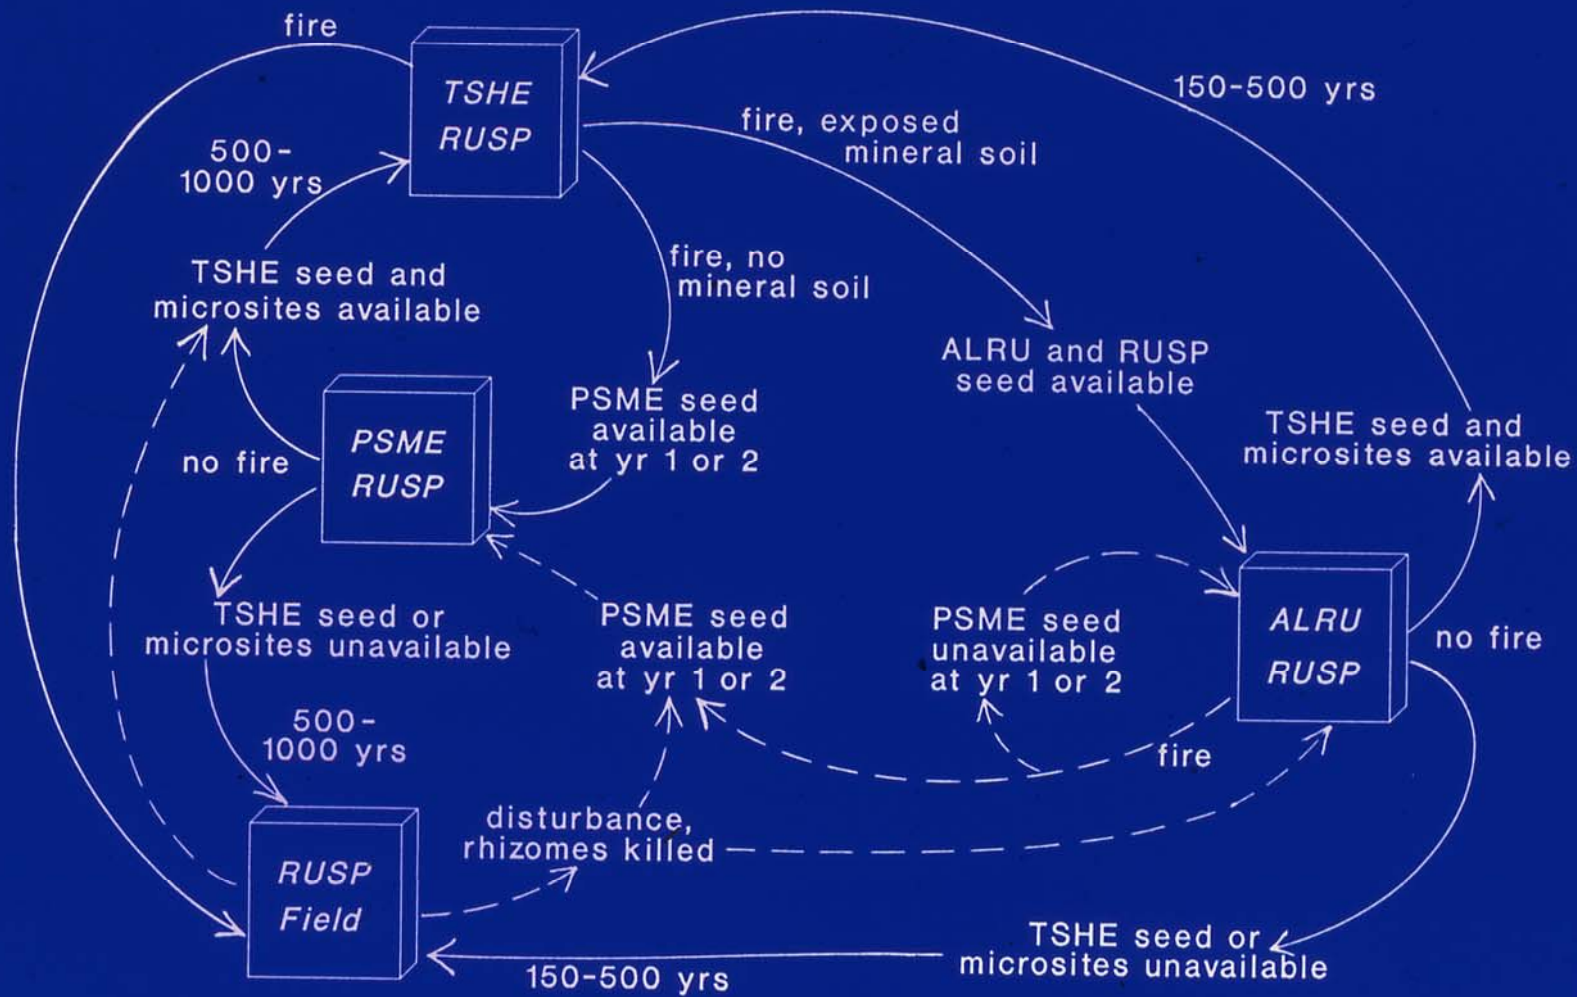 fire
TSHE
RUSP
150-500 yrs
fire, exposed
mineral soil
500-
1000 yrs
fire, no
mineral soil
TSHE seed and
microsites available
ALRU and RUSP
seed available
PSME seed
available
at yr 1 or 2
TSHE seed and
microsites available
PSME
RUSP
no fire
TSHE seed or
microsites unavailable
PSME seed
available
at yr 1 or 2
PSME seed
unavailable
at yr 1 or 2
ALRU
RUSP
no fire
500-
1000 yrs
fire
disturbance,
rhizomes killed
RUSP
Field
TSHE seed or
microsites unavailable
150-500 yrs